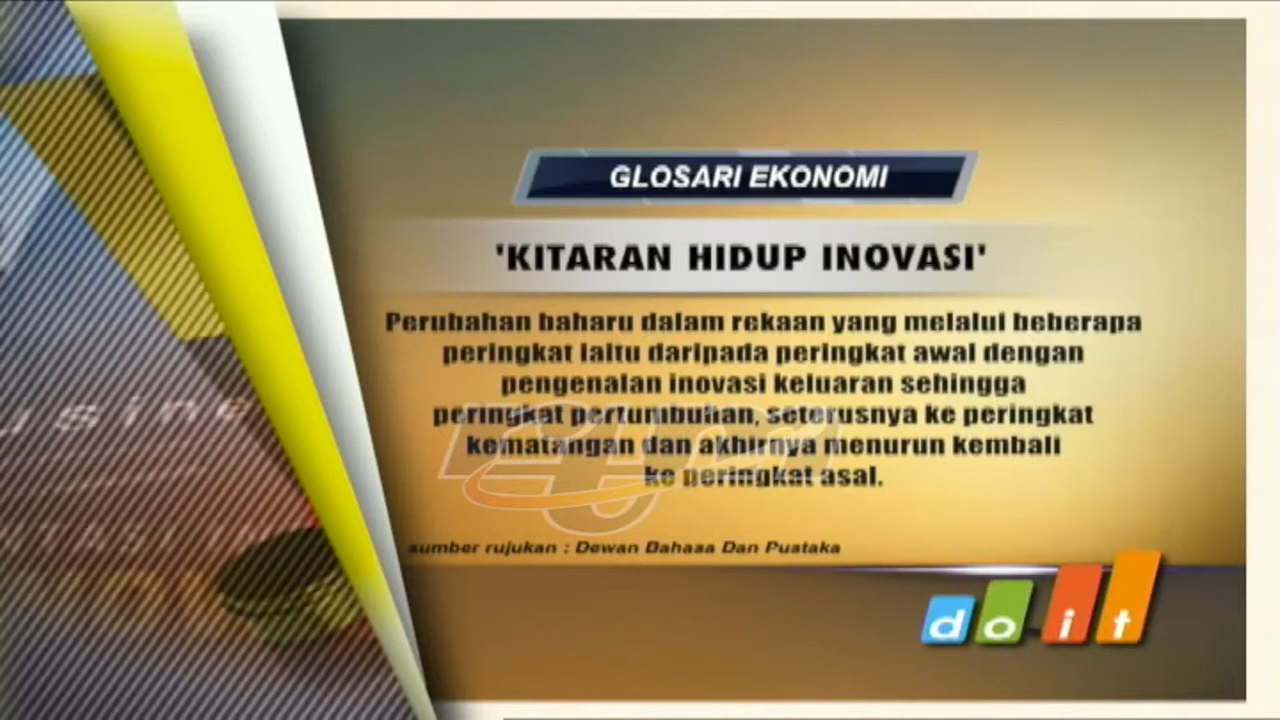 GLOSARI EKONOMI
'KITARAN HIDUP INOVASI'
Perubahan baharu dalam rekaan yang melalui beberapa
peringkat iaitu daripada peringkat awal dengan
pengenalan inovasi keluaran sehingga
peringkat pertumbuhan, seterusnya ke peringkat
kematangan dan akhirnya menurun kembali
ke peringkat asal.
sumber rujukan : Dewan Bahasa Dan Pustaka
do it